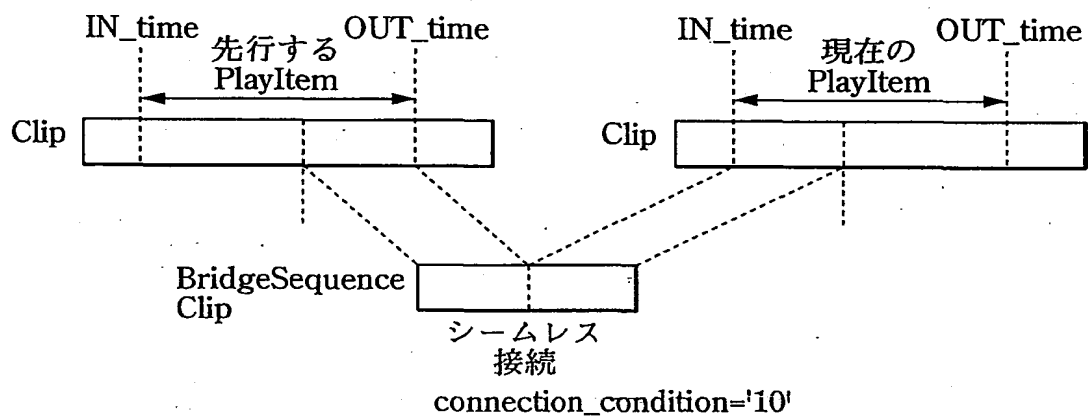 IN_time
OUT_time
IN_time
OUT_time
先行する
PlayItem
現在の
PlayItem
Clip
Clip
BridgeSequence
Clip
シームレス
接続
connection_condition='10'